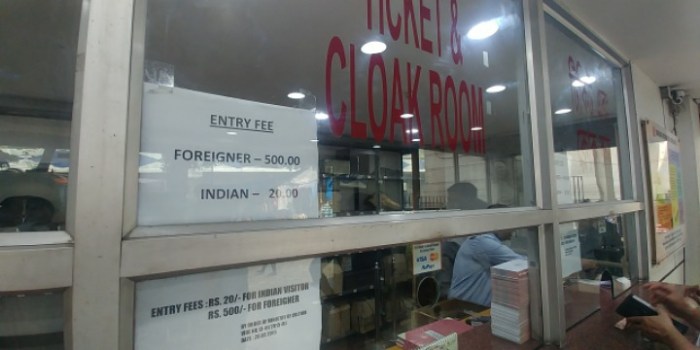 TICKET &
CLOAK ROOM
ENTRY FEE
FOREIGNER – 500.00
INDIAN – 20.00
VISA
ENTRY FEES :RS. 20/- FOR INDIAN VISITOR
RS. 500/- FOR FOREIGNER